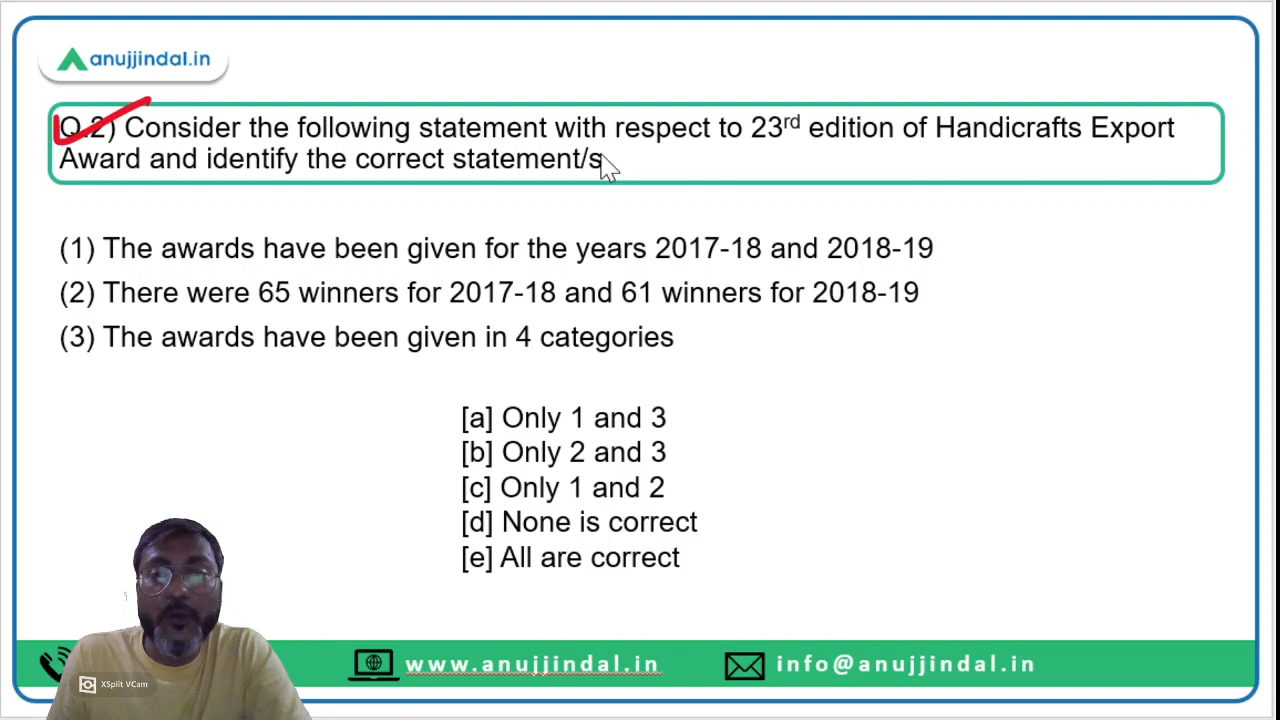 anujjindal.in
Q.2) Consider the following statement with respect to 23rd edition of Handicrafts Export
Award and identify the correct statement/s
(1) The awards have been given for the years 2017-18 and 2018-19
(2) There were 65 winners for 2017-18 and 61 winners for 2018-19
(3) The awards have been given in 4 categories
[a] Only 1 and 3
[b] Only 2 and 3
[c] Only 1 and 2
[d] None is correct
[e] All are correct
XSplit VCam
www.anujjindal.in
info@anujjindal.in